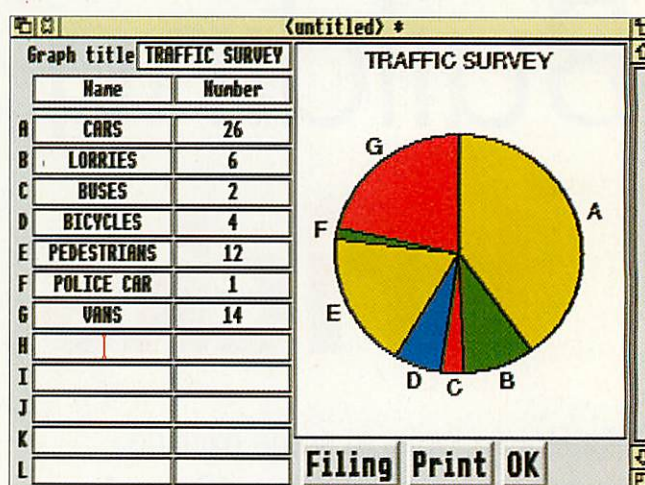 <untitled> *
Graph title TRAFFIC SURVEY
Name Number
A CARS 26
B LORRIES 6
C BUSES 2
D BICYCLES 4
E PEDESTRIANS 12
F POLICE CAR 1
G VANS 14
H
I
J
K
L
TRAFFIC SURVEY
G
A
F
E
D
C
B
Filing Print OK